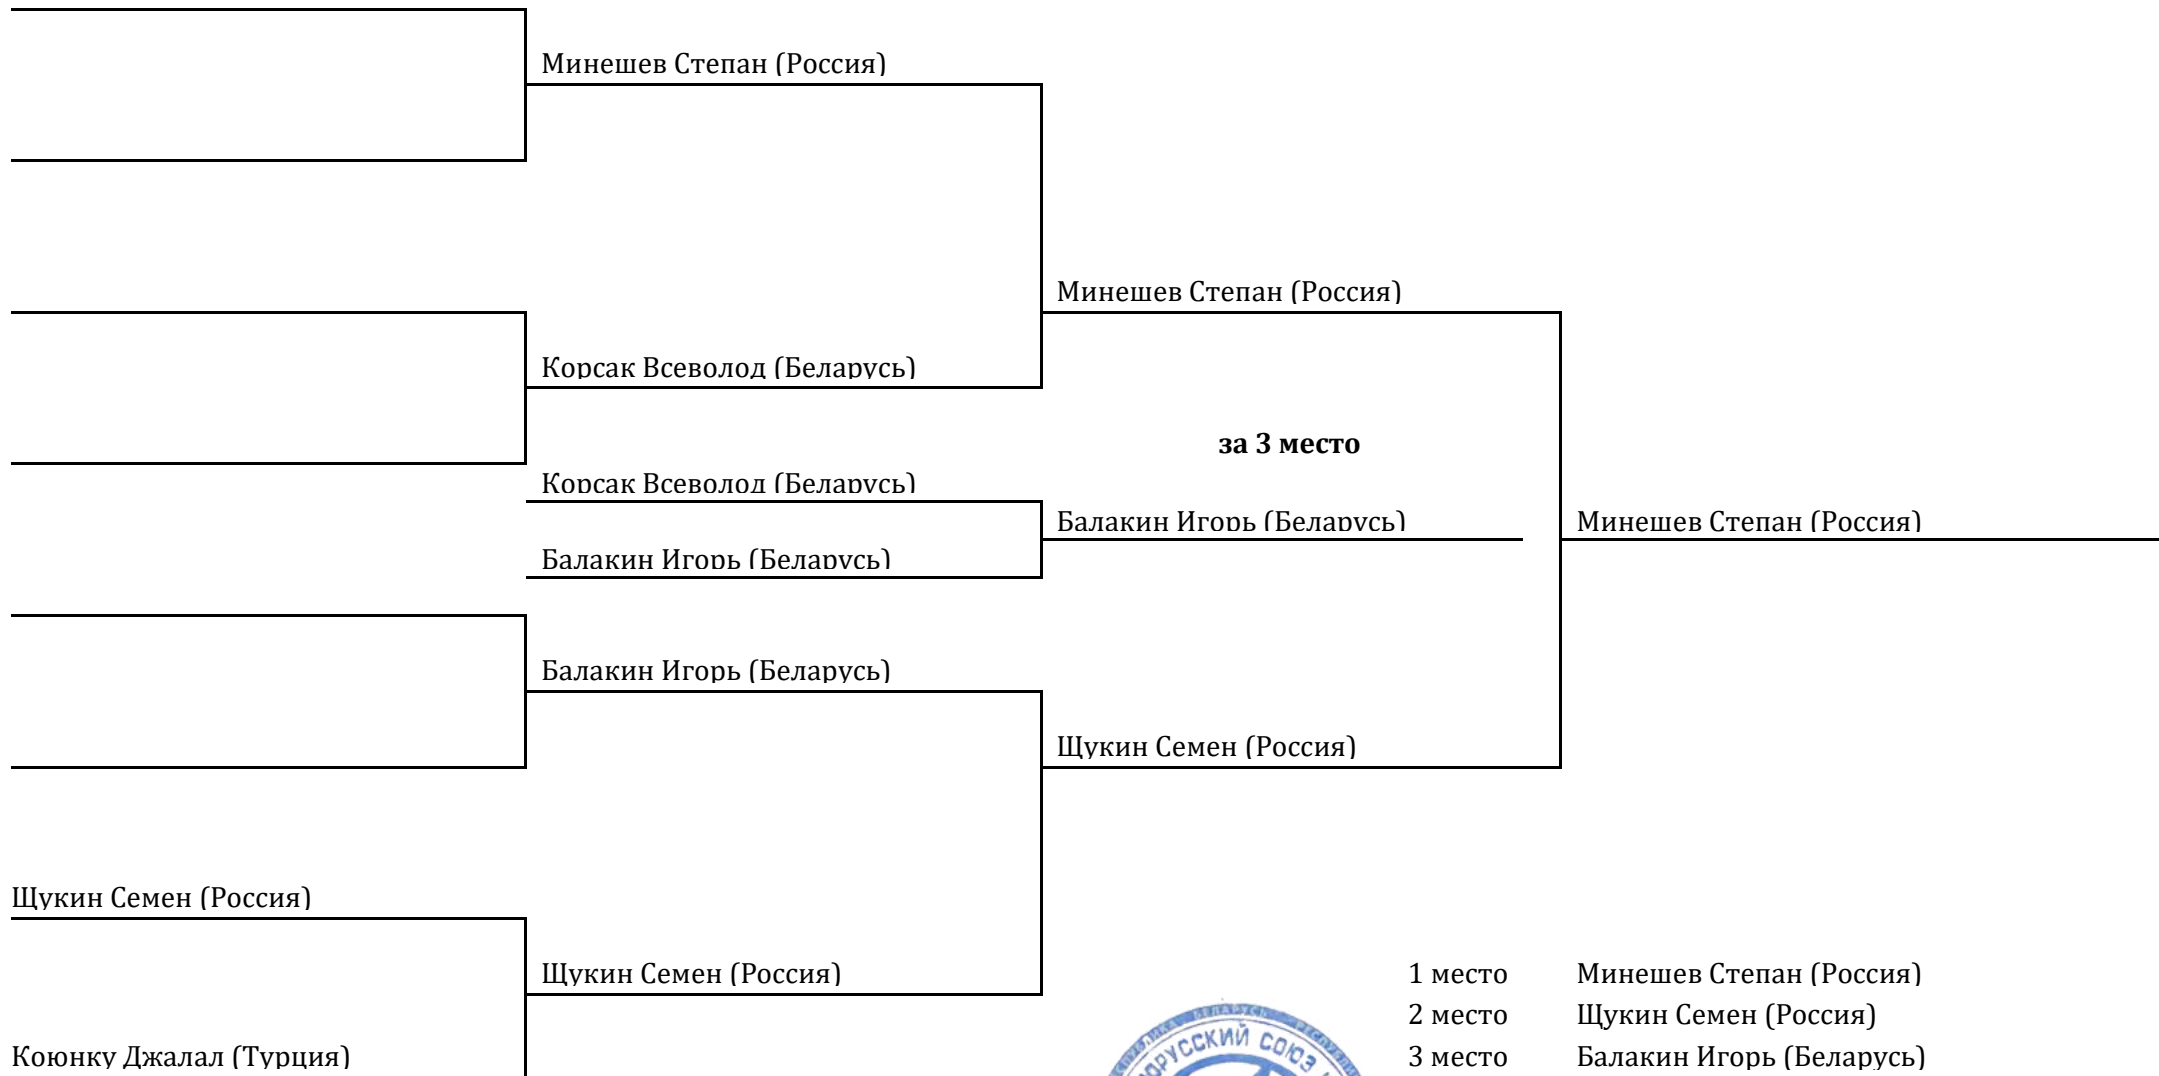 Минешев Степан (Россия)
Минешев Степан (Россия)
Корсак Всеволод (Беларусь)
за 3 место
Корсак Всеволод (Беларусь)
Балакин Игорь (Беларусь)
Минешев Степан (Россия)
Балакин Игорь (Беларусь)
Балакин Игорь (Беларусь)
Щукин Семен (Россия)
Щукин Семен (Россия)
Щукин Семен (Россия)
1 место Минешев Степан (Россия)
2 место Щукин Семен (Россия)
Коюнку Джалал (Турция)
3 место Балакин Игорь (Беларусь)
СОЮЗ